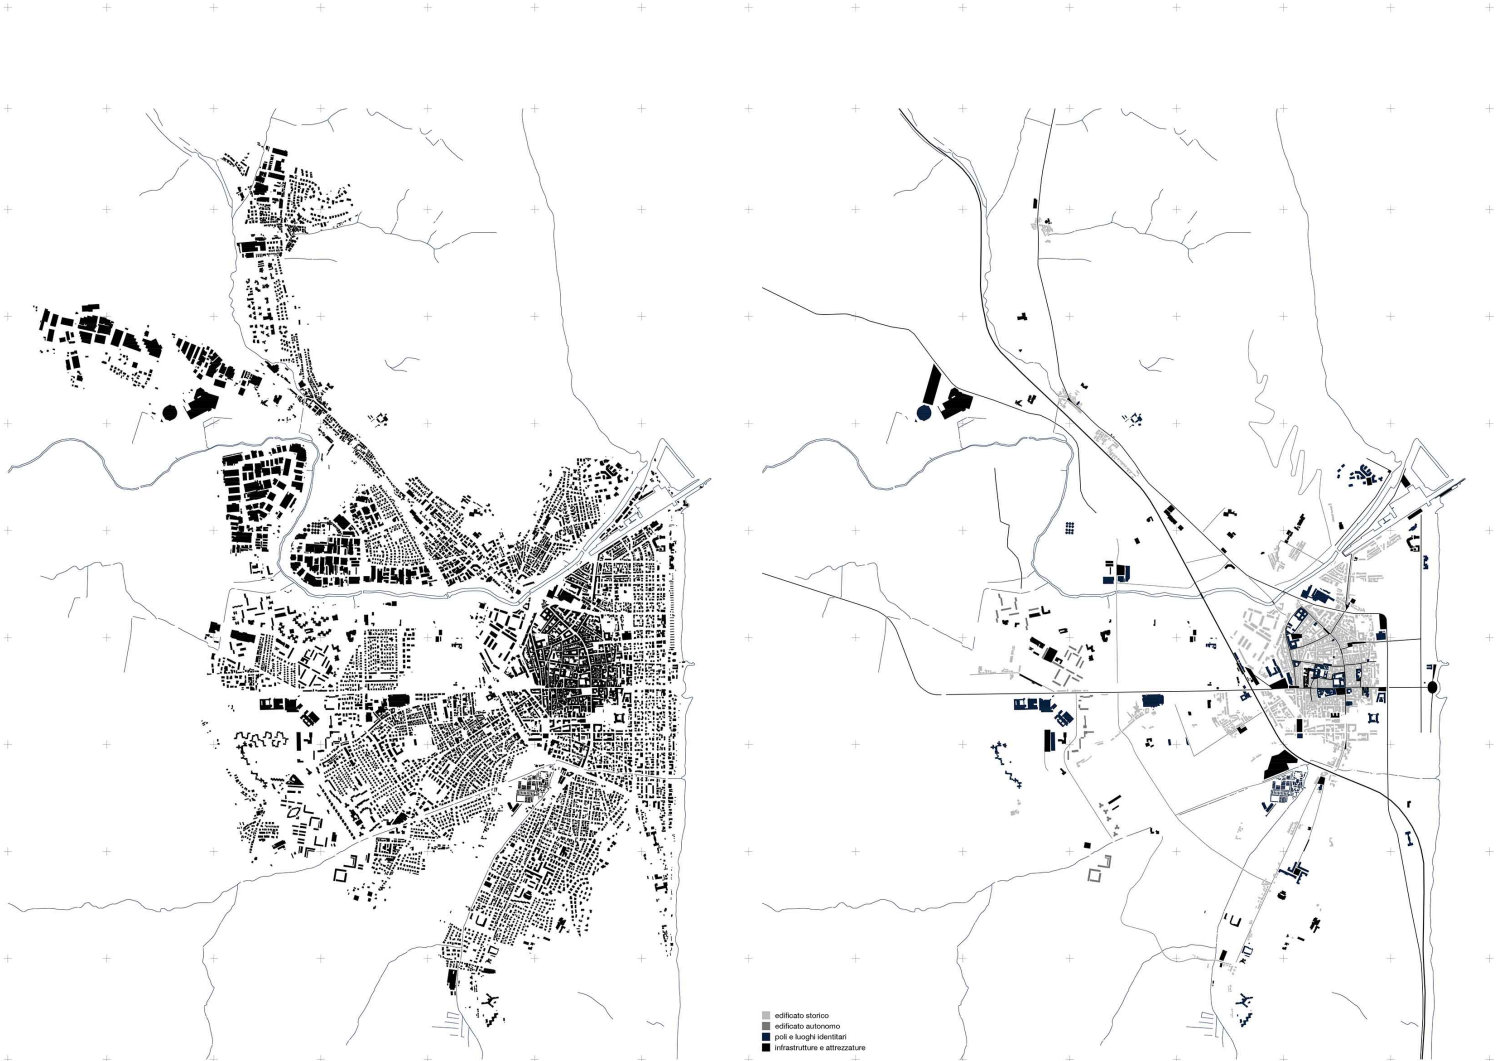 edificato storico
edificato autonomo
poli e luoghi identitari
infrastrutture e attrezzature